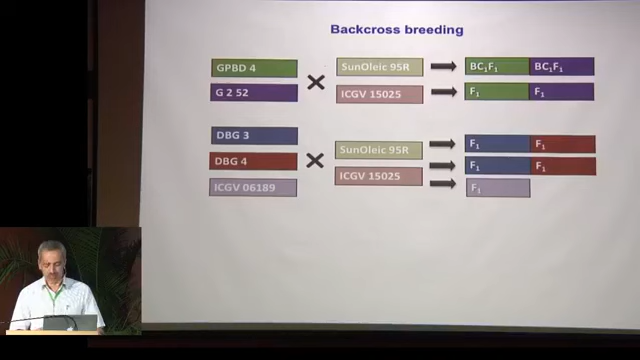 Backcross breeding
GPBD 4
SunOleic 95R
BC1F1
BC1F1
G 2 52
ICGV 15025
F1
F1
DBG 3
SunOleic 95R
F1
F1
DBG 4
ICGV 15025
F1
F1
ICGV 06189
F1